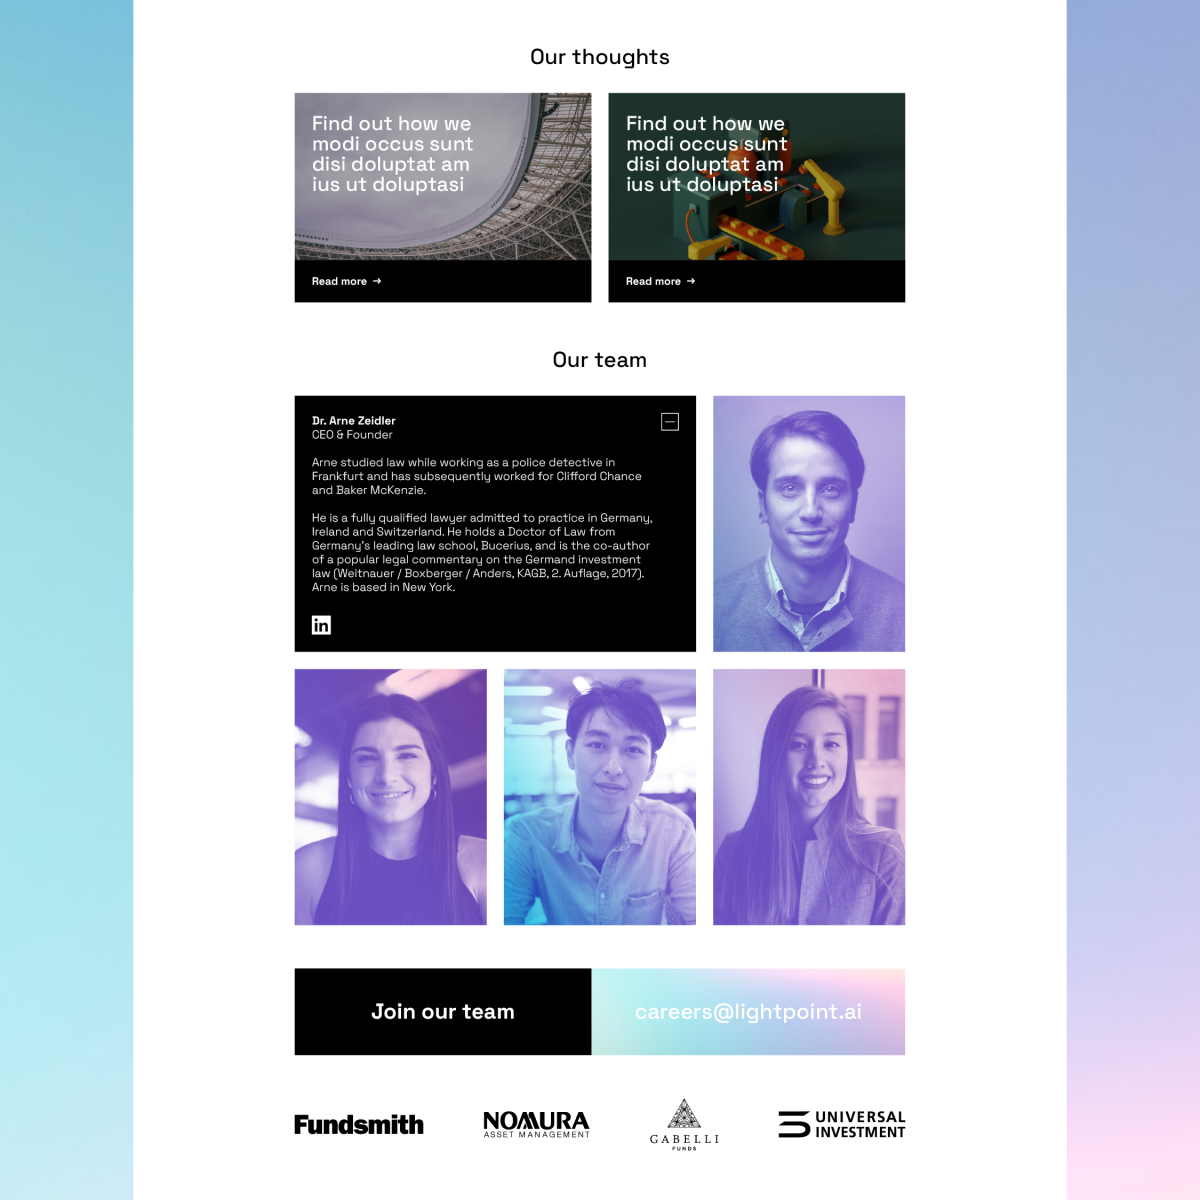 Our thoughts
Find out how we
modi occus sunt
disi doluptat am
ius ut doluptasi
Read more →
Find out how we
modi occus sunt
disi doluptat am
ius ut doluptasi
Read more →
Our team
Dr. Arne Zeidler
CEO & Founder
Arne studied law while working as a police detective in
Frankfurt and has subsequently worked for Clifford Chance
and Baker McKenzie.
He is a fully qualified lawyer admitted to practice in Germany,
Ireland and Switzerland. He holds a Doctor of Law from
Germany's leading law school, Bucerius, and is the co-author
of a popular legal commentary on the Germand investment
law (Weitnauer / Boxberger / Anders, KAGB, 2. Auflage, 2017).
Arne is based in New York.
in
Join our team
careers@lightpoint.ai
Fundsmith
NOMURA
ASSET MANAGEMENT
GABELLI
FUNDS
UNIVERSAL
INVESTMENT